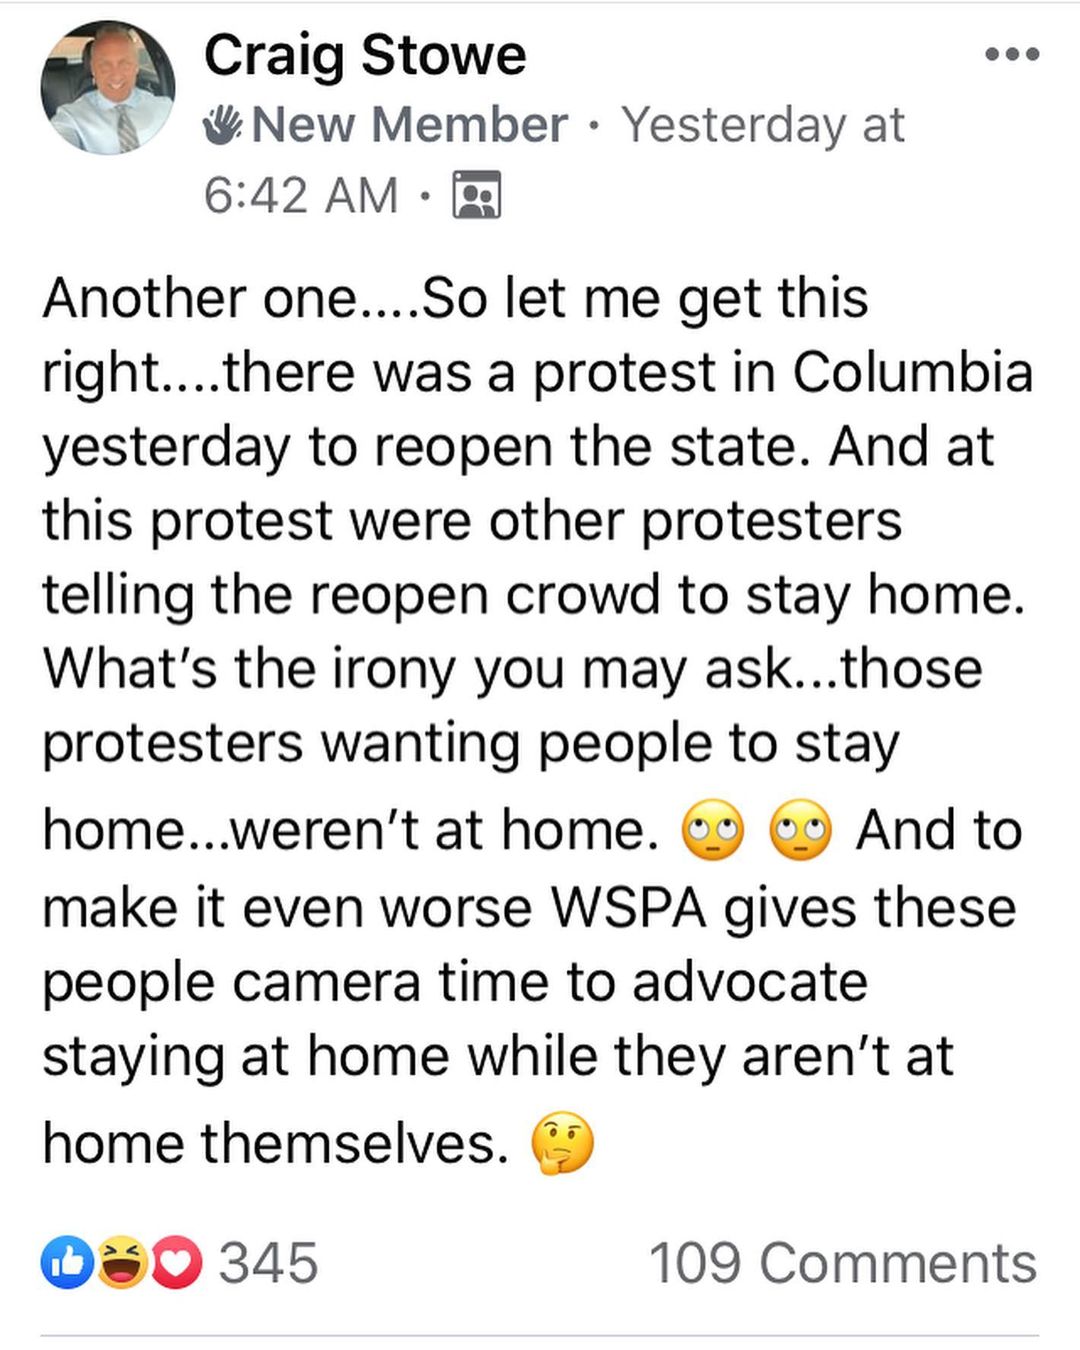 Craig Stowe
New Member · Yesterday at
6:42 AM ·
Another one....So let me get this
right....there was a protest in Columbia
yesterday to reopen the state. And at
this protest were other protesters
telling the reopen crowd to stay home.
What’s the irony you may ask...those
protesters wanting people to stay
home...weren’t at home. 🙄 🙄 And to
make it even worse WSPA gives these
people camera time to advocate
staying at home while they aren’t at
home themselves. 🤔
345
109 Comments